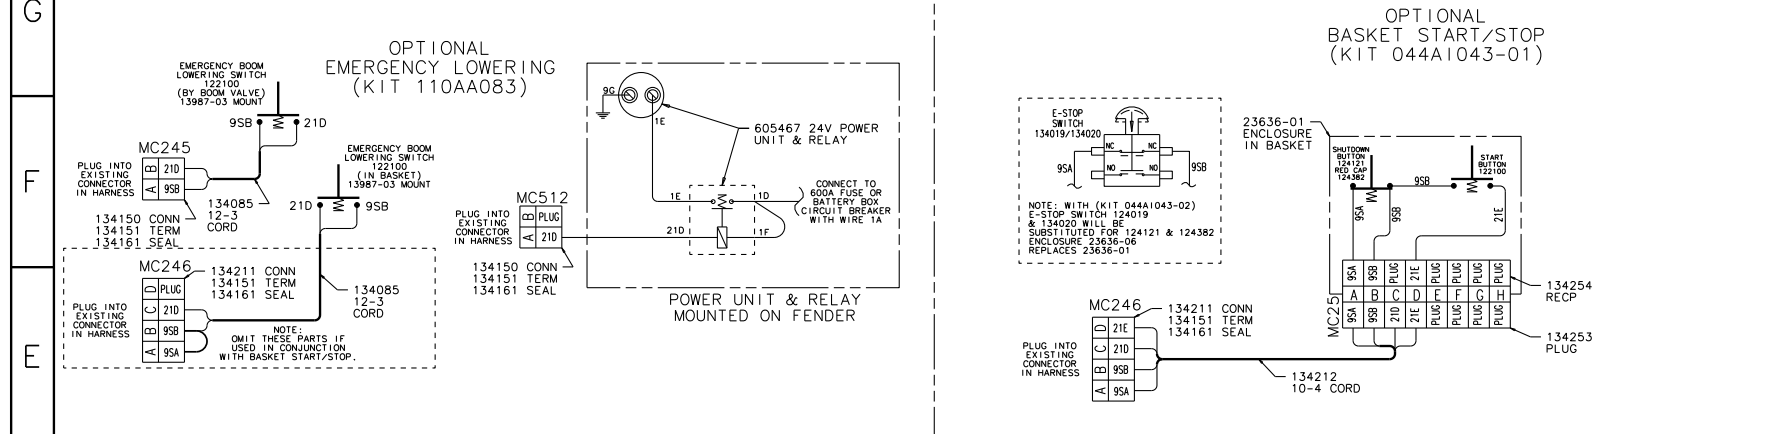 G
F
E
OPTIONAL
EMERGENCY LOWERING
(KIT 110AA083)
EMERGENCY BOOM
LOWERING SWITCH
122100
(BY BOOM VALVE)
13987-03 MOUNT
9SB
21D
MC245
PLUG INTO
EXISTING
CONNECTOR
IN HARNESS
B 21D
A 9SB
134150 CONN
134151 TERM
134161 SEAL
134085
12-3
CORD
EMERGENCY BOOM
LOWERING SWITCH
122100
(IN BASKET)
13987-03 MOUNT
21D
9SB
MC246
134211 CONN
134151 TERM
134161 SEAL
PLUG INTO
EXISTING
CONNECTOR
IN HARNESS
D PLUG
C 21D
B 9SB
A 9SA
134085
12-3
CORD
NOTE:
OMIT THESE PARTS IF
USED IN CONJUNCTION
WITH BASKET START/STOP.
MC512
PLUG INTO
EXISTING
CONNECTOR
IN HARNESS
B PLUG
A 21D
134150 CONN
134151 TERM
134161 SEAL
9G
1E
605467 24V POWER
UNIT & RELAY
1E
1D
21D
1F
CONNECT TO
600A FUSE OR
BATTERY BOX
CIRCUIT BREAKER
WITH WIRE 1A
POWER UNIT & RELAY
MOUNTED ON FENDER
OPTIONAL
BASKET START/STOP
(KIT 044A1043-01)
E-STOP
SWITCH
134019/134020
NC
NC
NO
NO
9SA
9SB
NOTE: WITH (KIT 044A1043-02)
E-STOP SWITCH 124019
& 134020 WILL BE
SUBSTITUTED FOR 124121 & 124382
ENCLOSURE 23636-06
REPLACES 23636-01
23636-01
ENCLOSURE
IN BASKET
SHUTDOWN
BUTTON
124121
RED CAP
124382
START
BUTTON
122100
9SB
9SA
9SB
21E
9SA 9SB PLUG 21E PLUG PLUG PLUG PLUG
A B C D E F G H
9SA 9SB 21D 21E PLUG PLUG PLUG PLUG
MC25
134254
RECP
134253
PLUG
MC246
134211 CONN
134151 TERM
134161 SEAL
PLUG INTO
EXISTING
CONNECTOR
IN HARNESS
D 21E
C 21D
B 9SB
A 9SA
134212
10-4 CORD